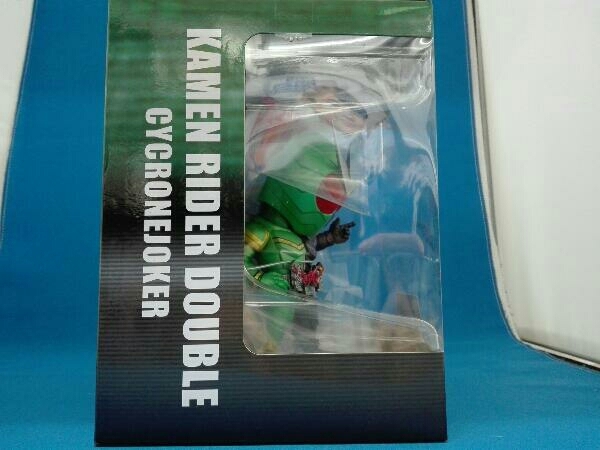 KAMEN RIDER DOUBLE
CYCRONEJOKER